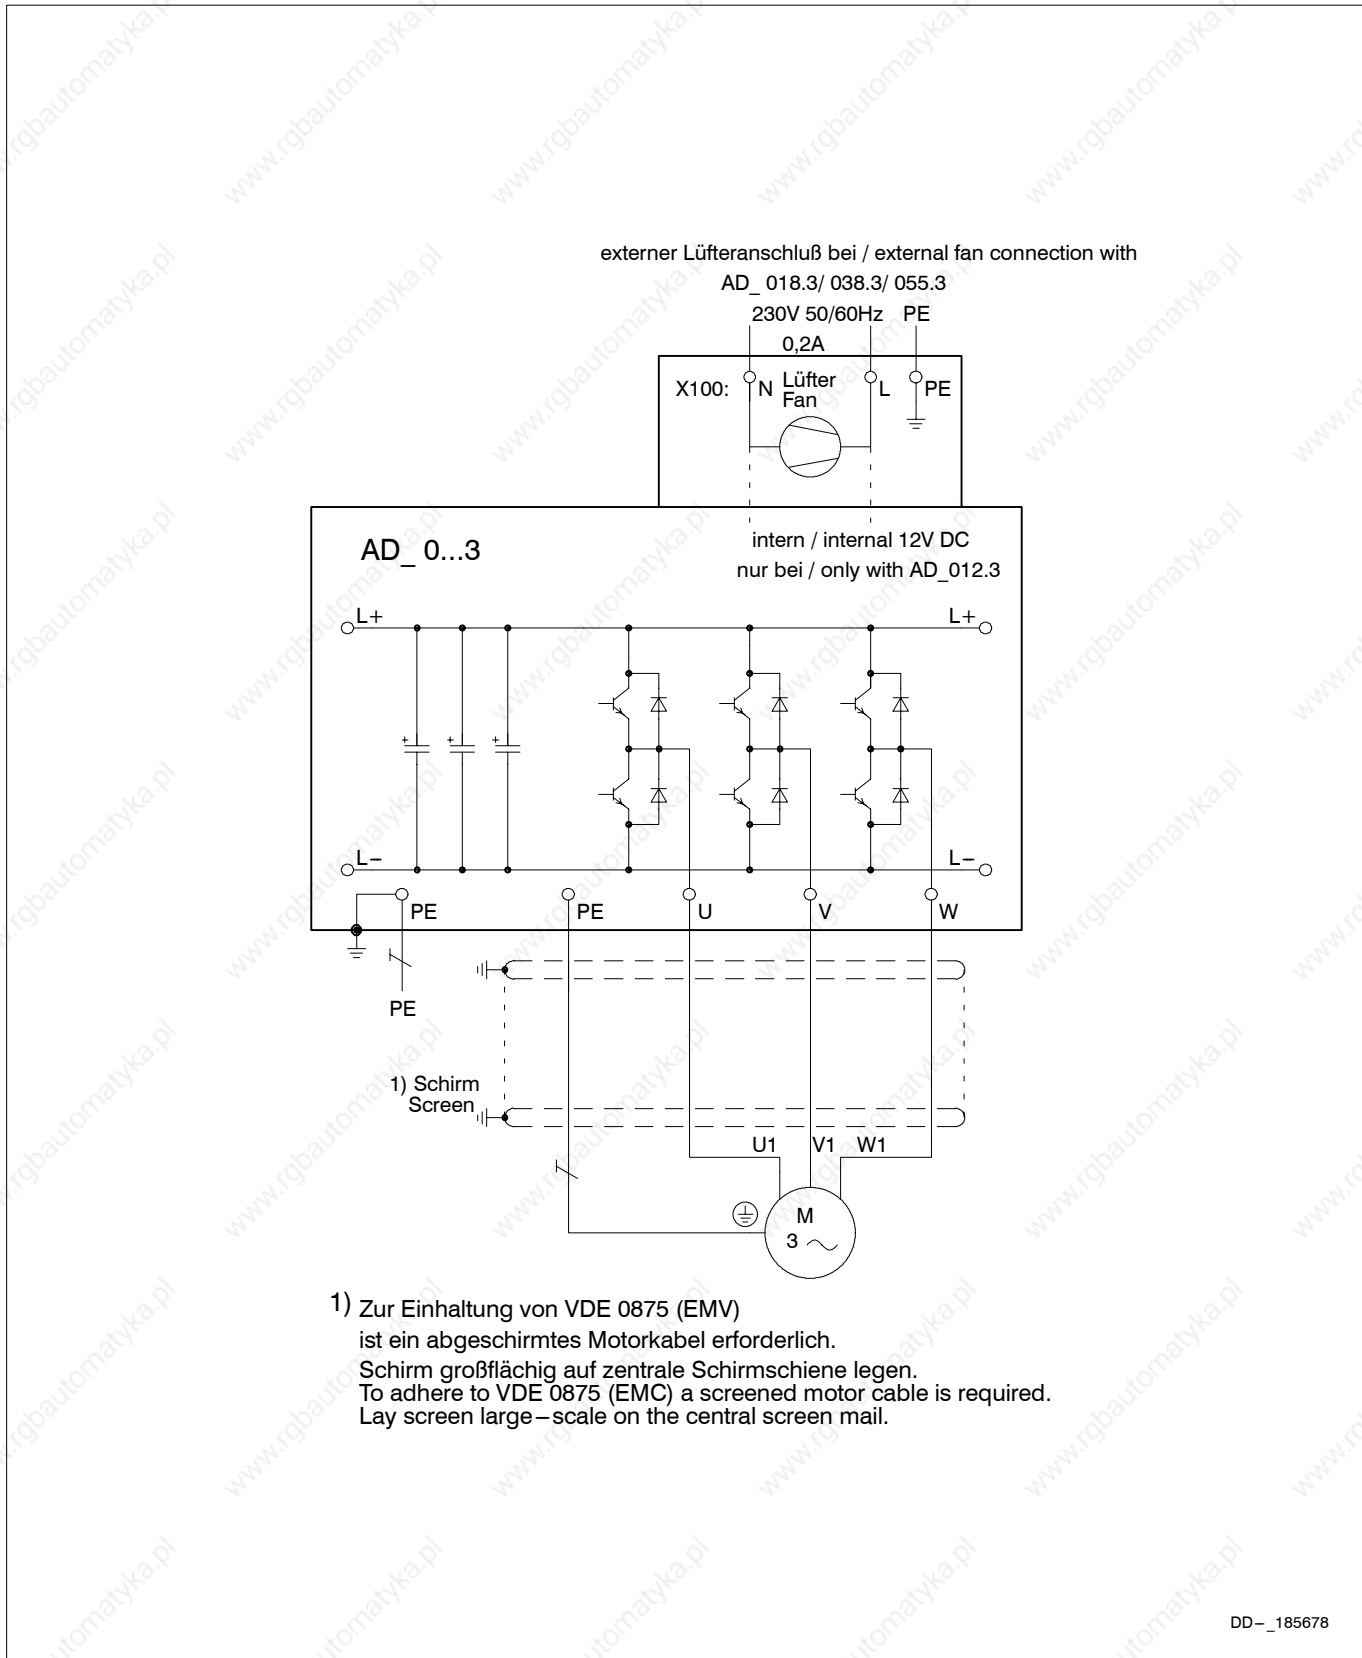 externer Lüfteranschluß bei / external fan connection with
AD_ 018.3/ 038.3/ 055.3
230V 50/60Hz PE
0,2A
X100: N Lüfter L PE
Fan
AD_ 0...3
intern / internal 12V DC
nur bei / only with AD_012.3
L+ L+
+ + +
L− L−
PE PE U V W
PE
1) Schirm
Screen
U1 V1 W1
M
3
1) Zur Einhaltung von VDE 0875 (EMV)
ist ein abgeschirmtes Motorkabel erforderlich.
Schirm großflächig auf zentrale Schirmschiene legen.
To adhere to VDE 0875 (EMC) a screened motor cable is required.
Lay screen large−scale on the central screen mail.
DD−_185678
www.rgbautomatyka.pl